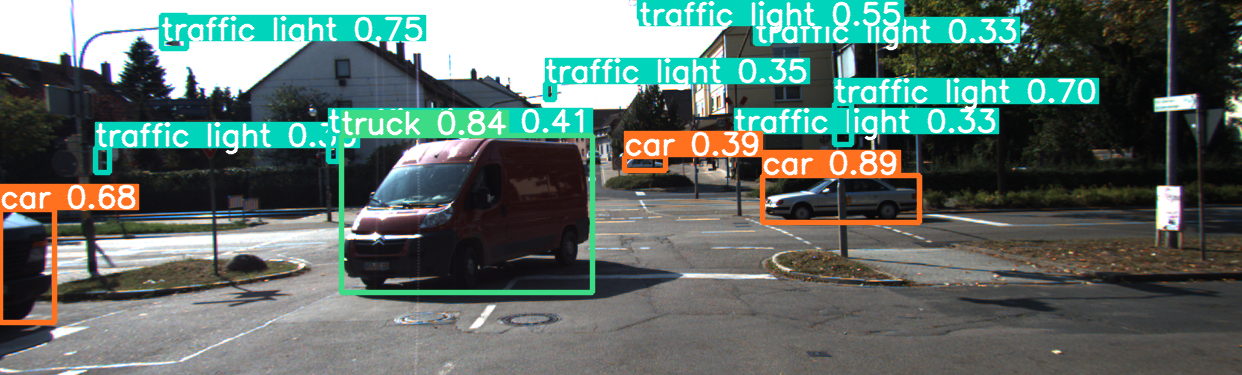 traffic light 0.55
traffic light 0.75
traffic light 0.33
traffic light 0.35
traffic light 0.70
truck 0.84 0.41
traffic light 0.33
traffic light 0.3
car 0.39
car 0.89
car 0.68